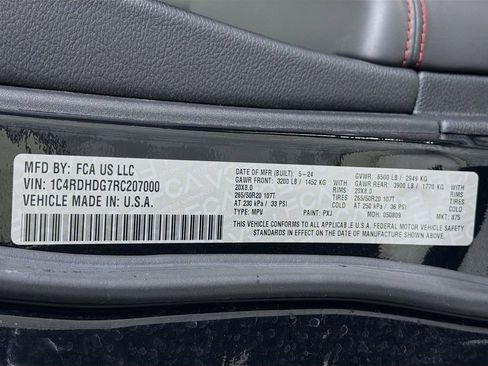 MFD BY: FCA US LLC
VIN: 1C4RDHDG7RC207000
VEHICLE MADE IN: U.S.A.
DATE OF MFR (BUILT): 5-24 GVWR: 6500 LB / 2949 KG
GAWR FRONT: 3200 LB / 1452 KG GAWR REAR: 3900 LB / 1770 KG
20X8.0 RIMS 20X8.0 RIMS
265/50R20 107T TIRES 265/50R20 107T TIRES
AT 230 kPa / 33 PSI COLD AT 250 kPa / 36 PSI COLD
TYPE: MPV PAINT: PXJ MDH: 050809 MKT: 875
THIS VEHICLE CONFORMS TO ALL APPLICABLE U.S.A. FEDERAL MOTOR VEHICLE SAFETY
STANDARDS IN EFFECT ON THE DATE OF MANUFACTURE SHOWN ABOVE.